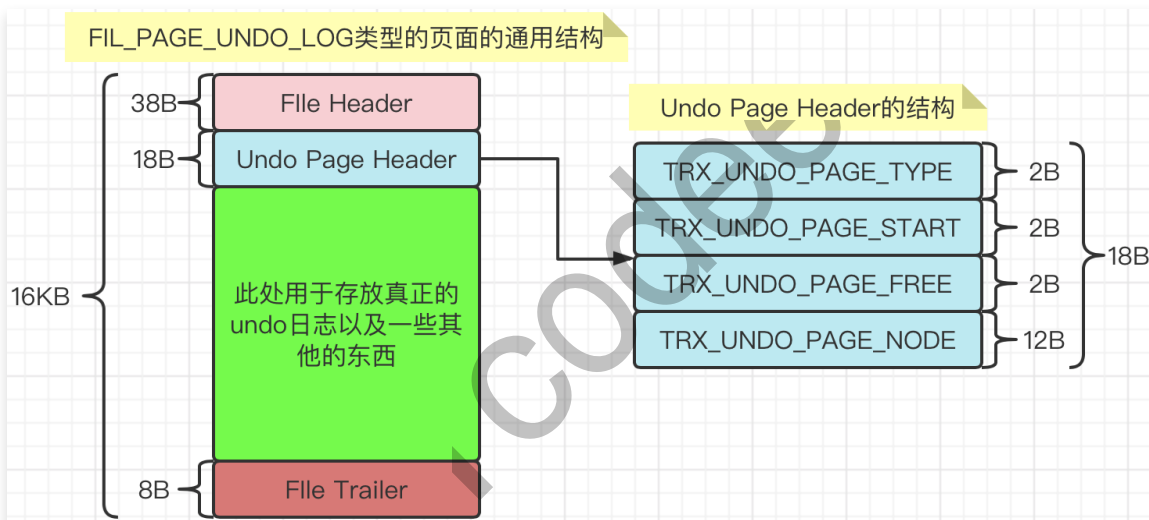 FIL_PAGE_UNDO_LOG类型的页面的通用结构
38B
FIle Header
18B
Undo Page Header
16KB
此处用于存放真正的
undo日志以及一些其
他的东西
8B
FIle Trailer
Undo Page Header的结构
TRX_UNDO_PAGE_TYPE
2B
TRX_UNDO_PAGE_START
2B
TRX_UNDO_PAGE_FREE
2B
TRX_UNDO_PAGE_NODE
12B
18B